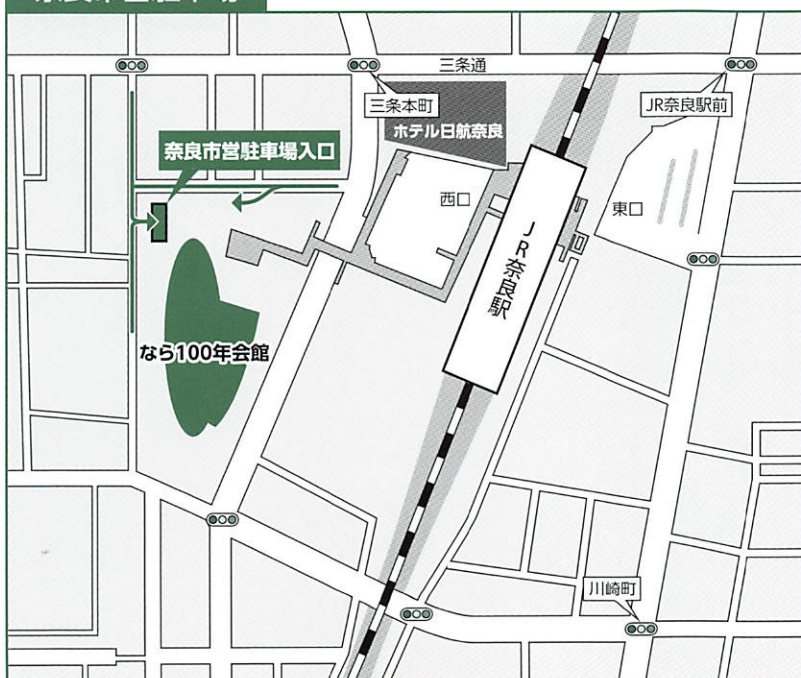 三条通
三条本町
JR奈良駅前
ホテル日航奈良
奈良市営駐車場入口
西口
東口
JR奈良駅
なら100年会館
川崎町